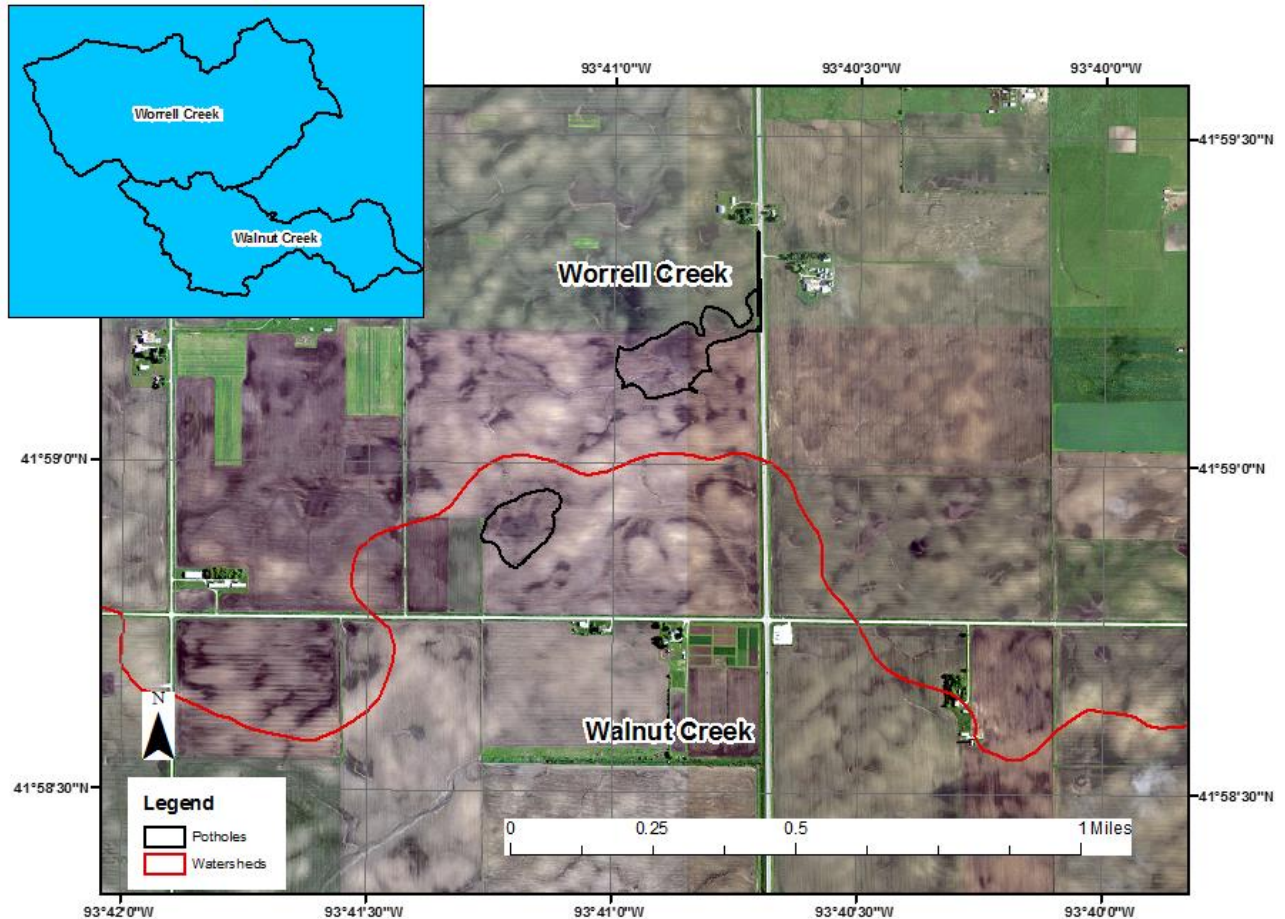 Worrell Creek
Walnut Creek
93°41'0"W
93°40'30"W
93°40'0"W
41°59'30"N
41°59'30"N
Worrell Creek
41°59'0"N
41°59'0"N
Walnut Creek
N
41°58'30"N
41°58'30"N
Legend
Potholes
Watersheds
0 0.25 0.5 1 Miles
93°42'0"W
93°41'30"W
93°41'0"W
93°40'30"W
93°40'0"W